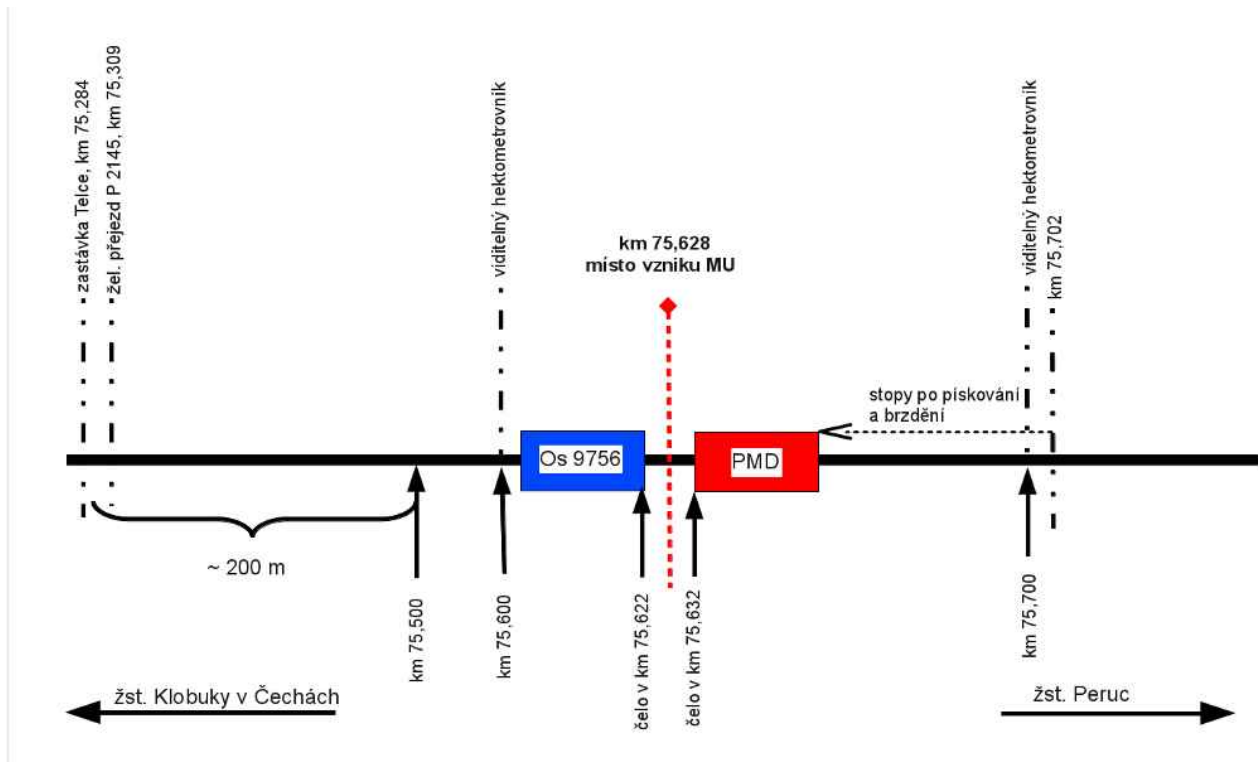 zastávka Telce, km 75,284
žel. přejezd P 2145, km 75,309
viditelný hektometrovník
km 75,628
místo vzniku MU
viditelný hektometrovník
km 75,702
stopy po pískování
a brzdění
Os 9756
PMD
~ 200 m
km 75,500
km 75,600
čelo v km 75,622
čelo v km 75,632
km 75,700
žst. Klobuky v Čechách
žst. Peruc